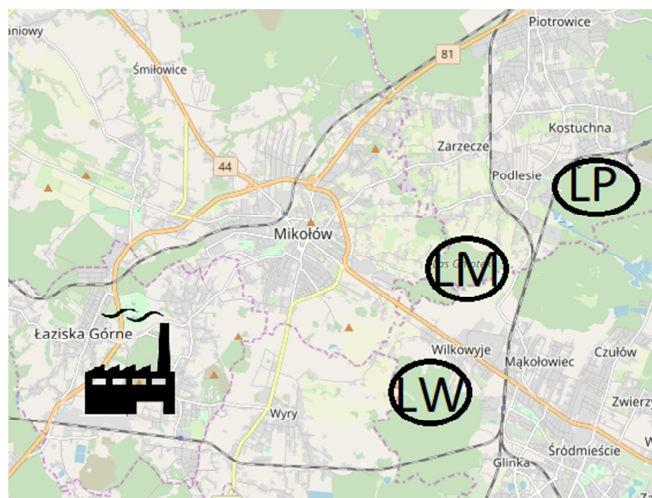 Piotrowice
aniowy
81
Śmiłowice
Kostuchna
Zarzecze
44
Podlesie
LP
Mikołów
LM
Łaziska Górne
Wilkowyje
Mąkołowiec
Czułów
LW
Zwierzy
Wyry
Śródmieście
Glinka